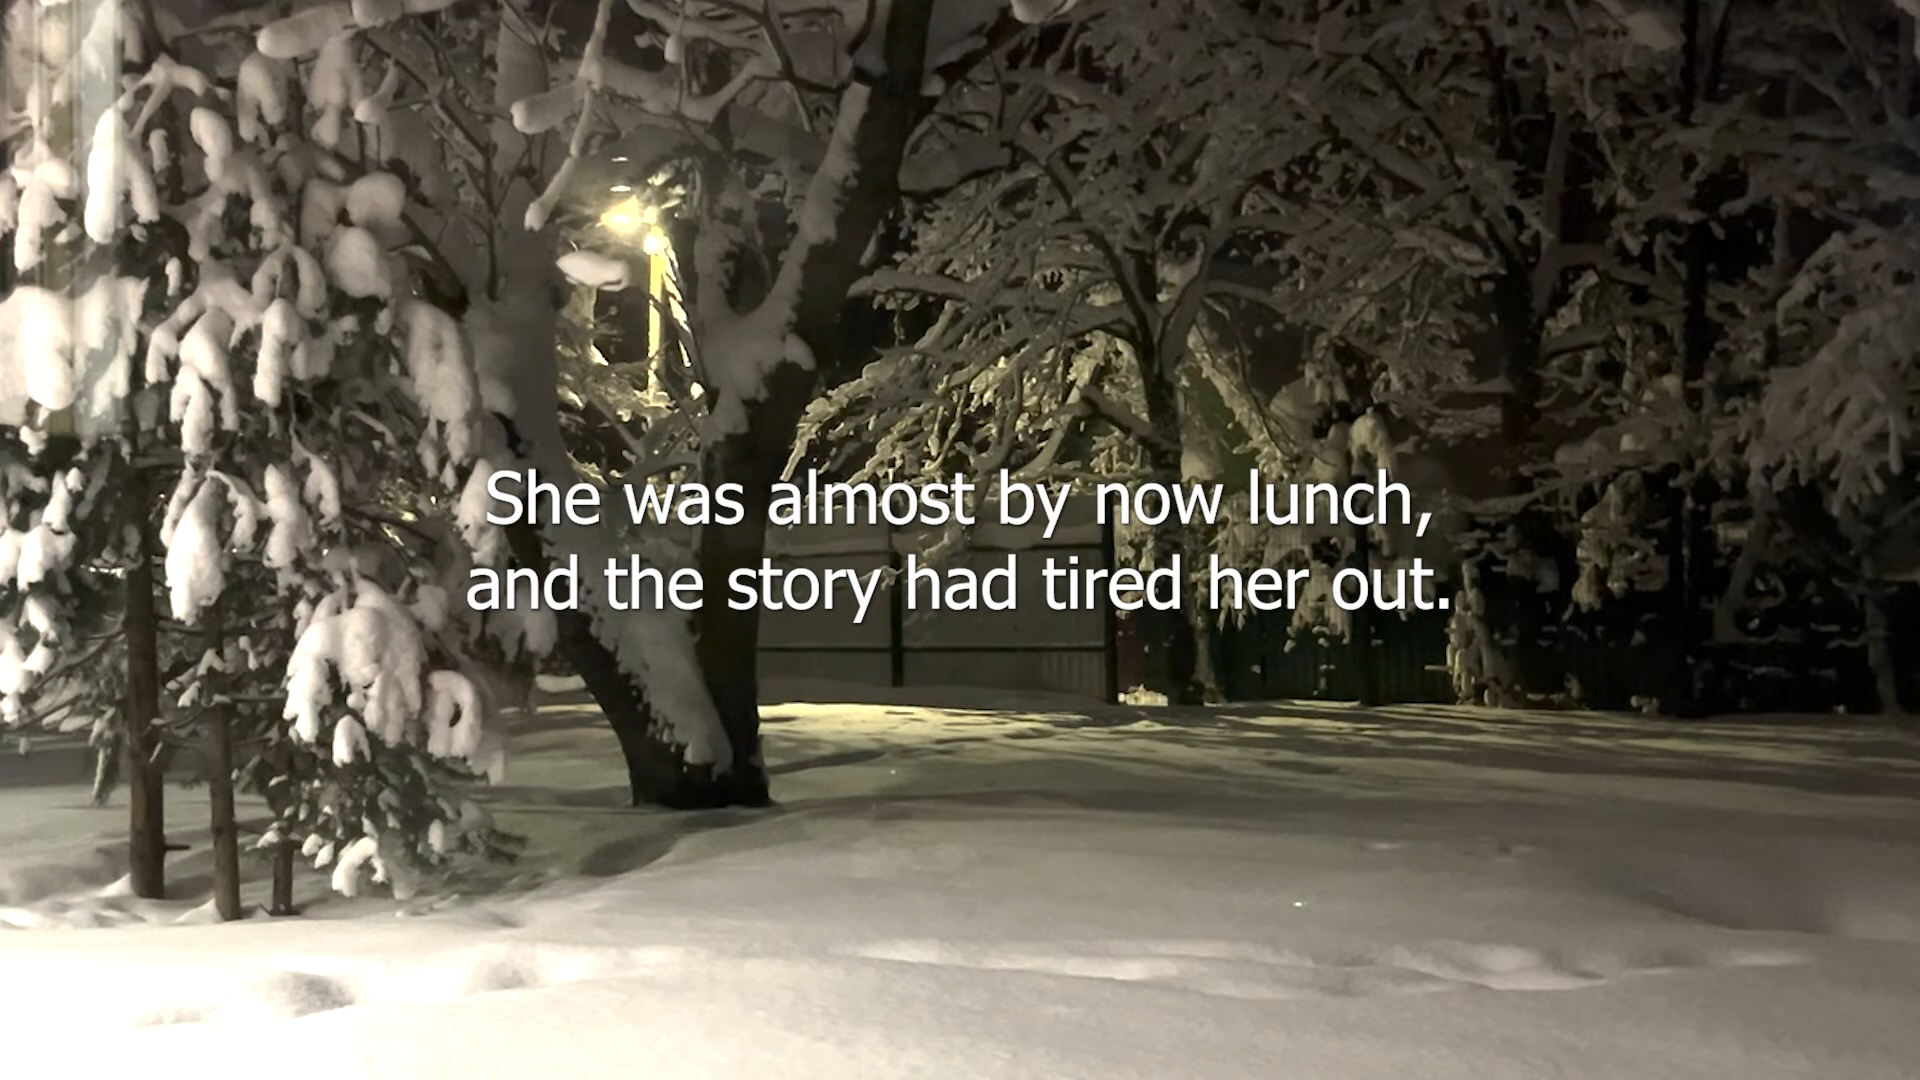 She was almost by now lunch,
and the story had tired her out.